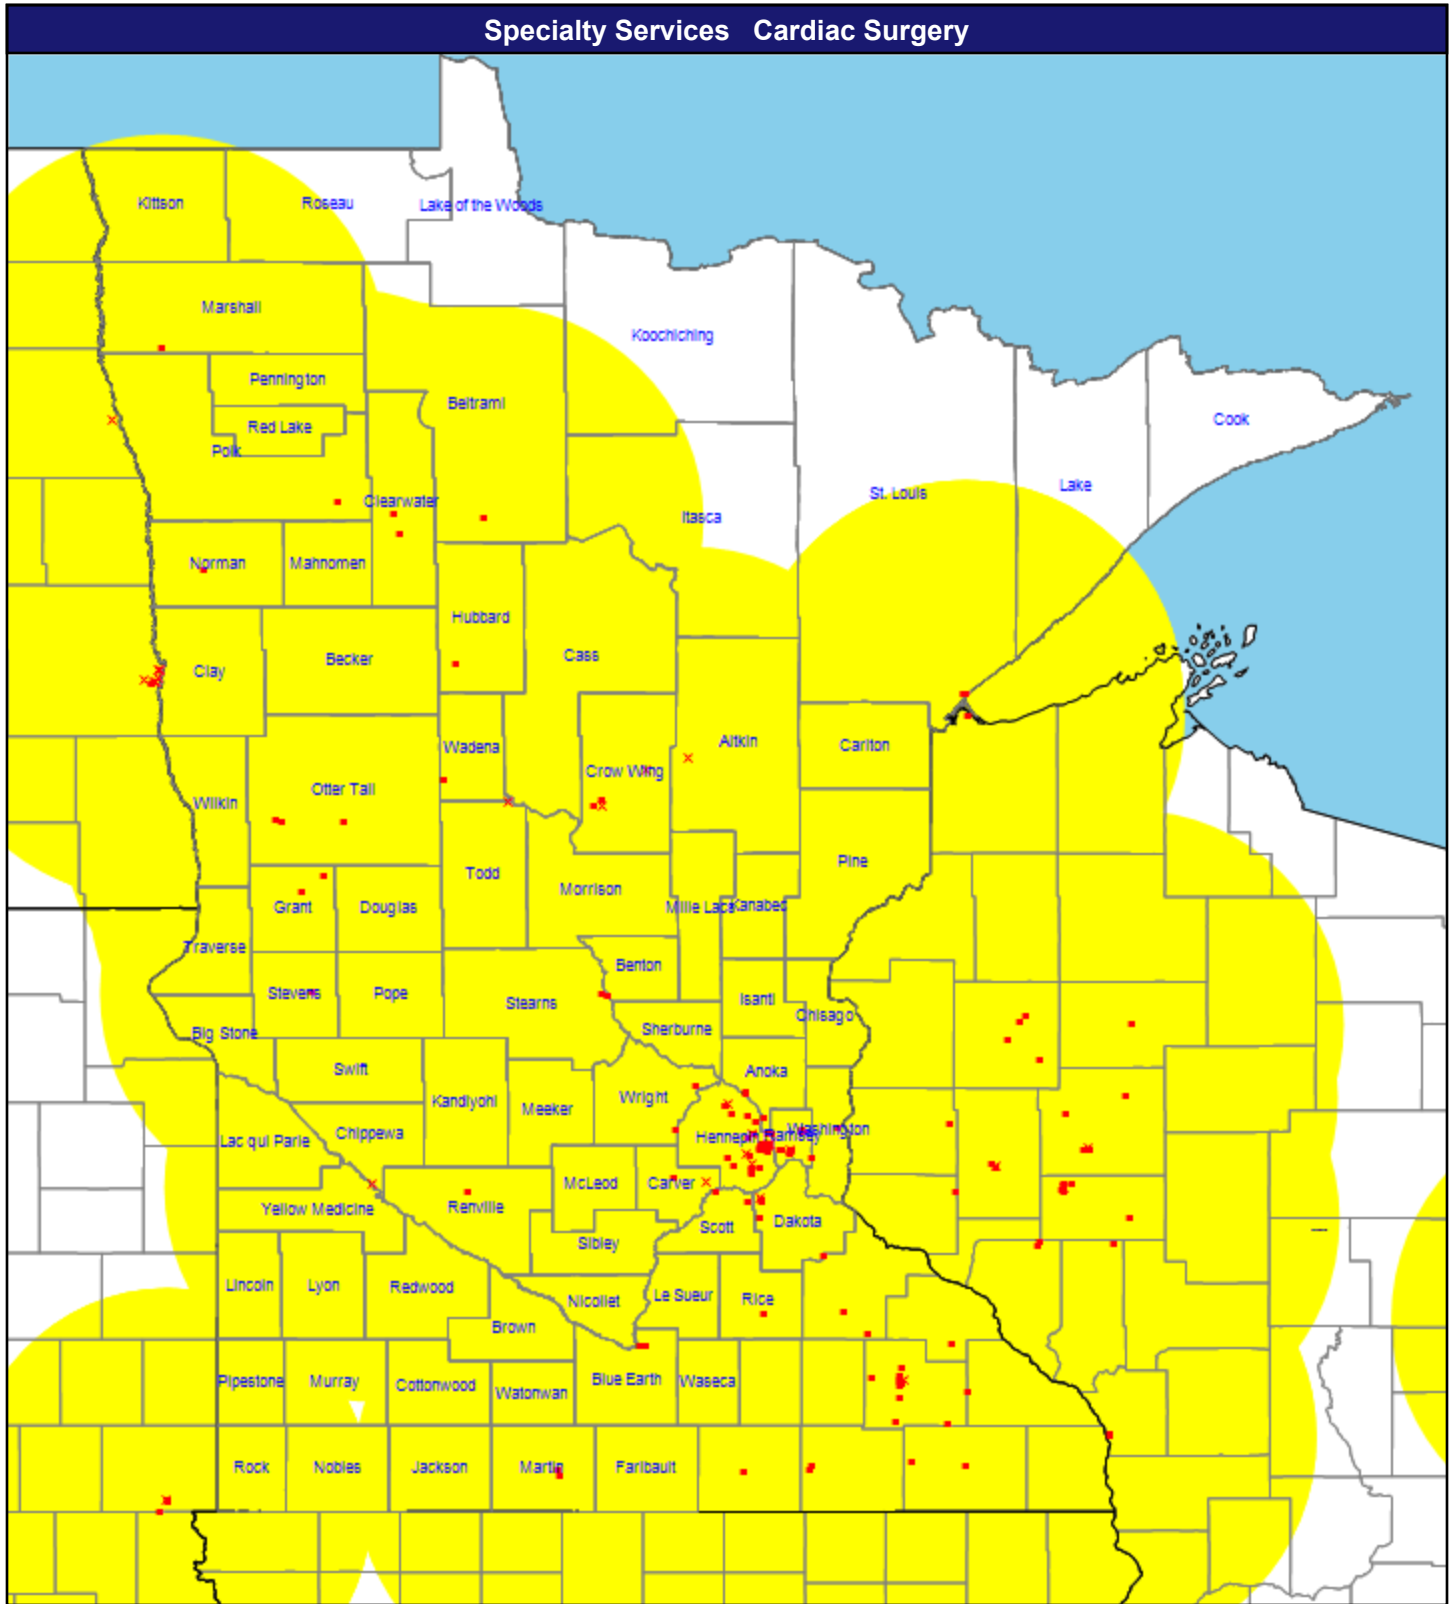 Specialty Services   Cardiac Surgery
Kittson
Roseau
Lake of the Woods
Marshall
Koochiching
Pennington
Beltrami
Red Lake
Cook
Polk
Clearwater
St. Louis
Lake
Itasca
Norman
Mahnomen
Hubbard
Cass
Becker
Clay
Aitkin
Carlton
Wadena
Crow Wing
Otter Tail
Wilkin
Pine
Todd
Morrison
Grant
Douglas
Mille Lacs
Kanabec
Traverse
Benton
Stevens
Pope
Stearns
Isanti
Chisago
Big Stone
Sherburne
Swift
Anoka
Kandiyohi
Meeker
Wright
Lac qui Parle
Chippewa
Hennepin
Ramsey
Washington
McLeod
Carver
Yellow Medicine
Renville
Scott
Dakota
Sibley
Lincoln
Lyon
Redwood
Nicollet
Le Sueur
Rice
Brown
Pipestone
Murray
Cottonwood
Watonwan
Blue Earth
Waseca
Rock
Nobles
Jackson
Martin
Faribault